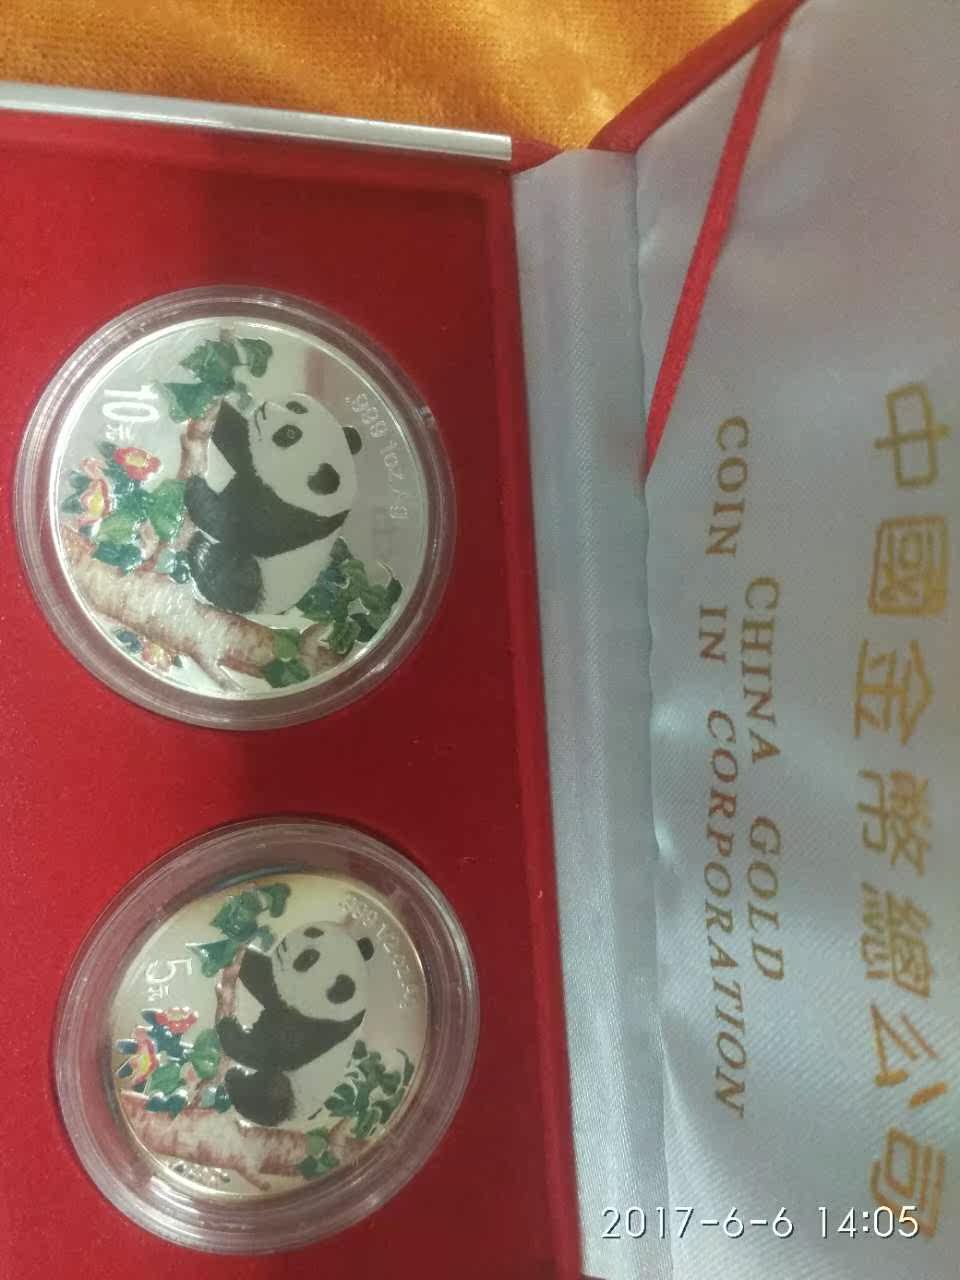 中國金幣總公司
CHINA GOLD
COIN IN CORPORATION
.999 1OZ Ag
10元
5元
2017-6-6 14:05